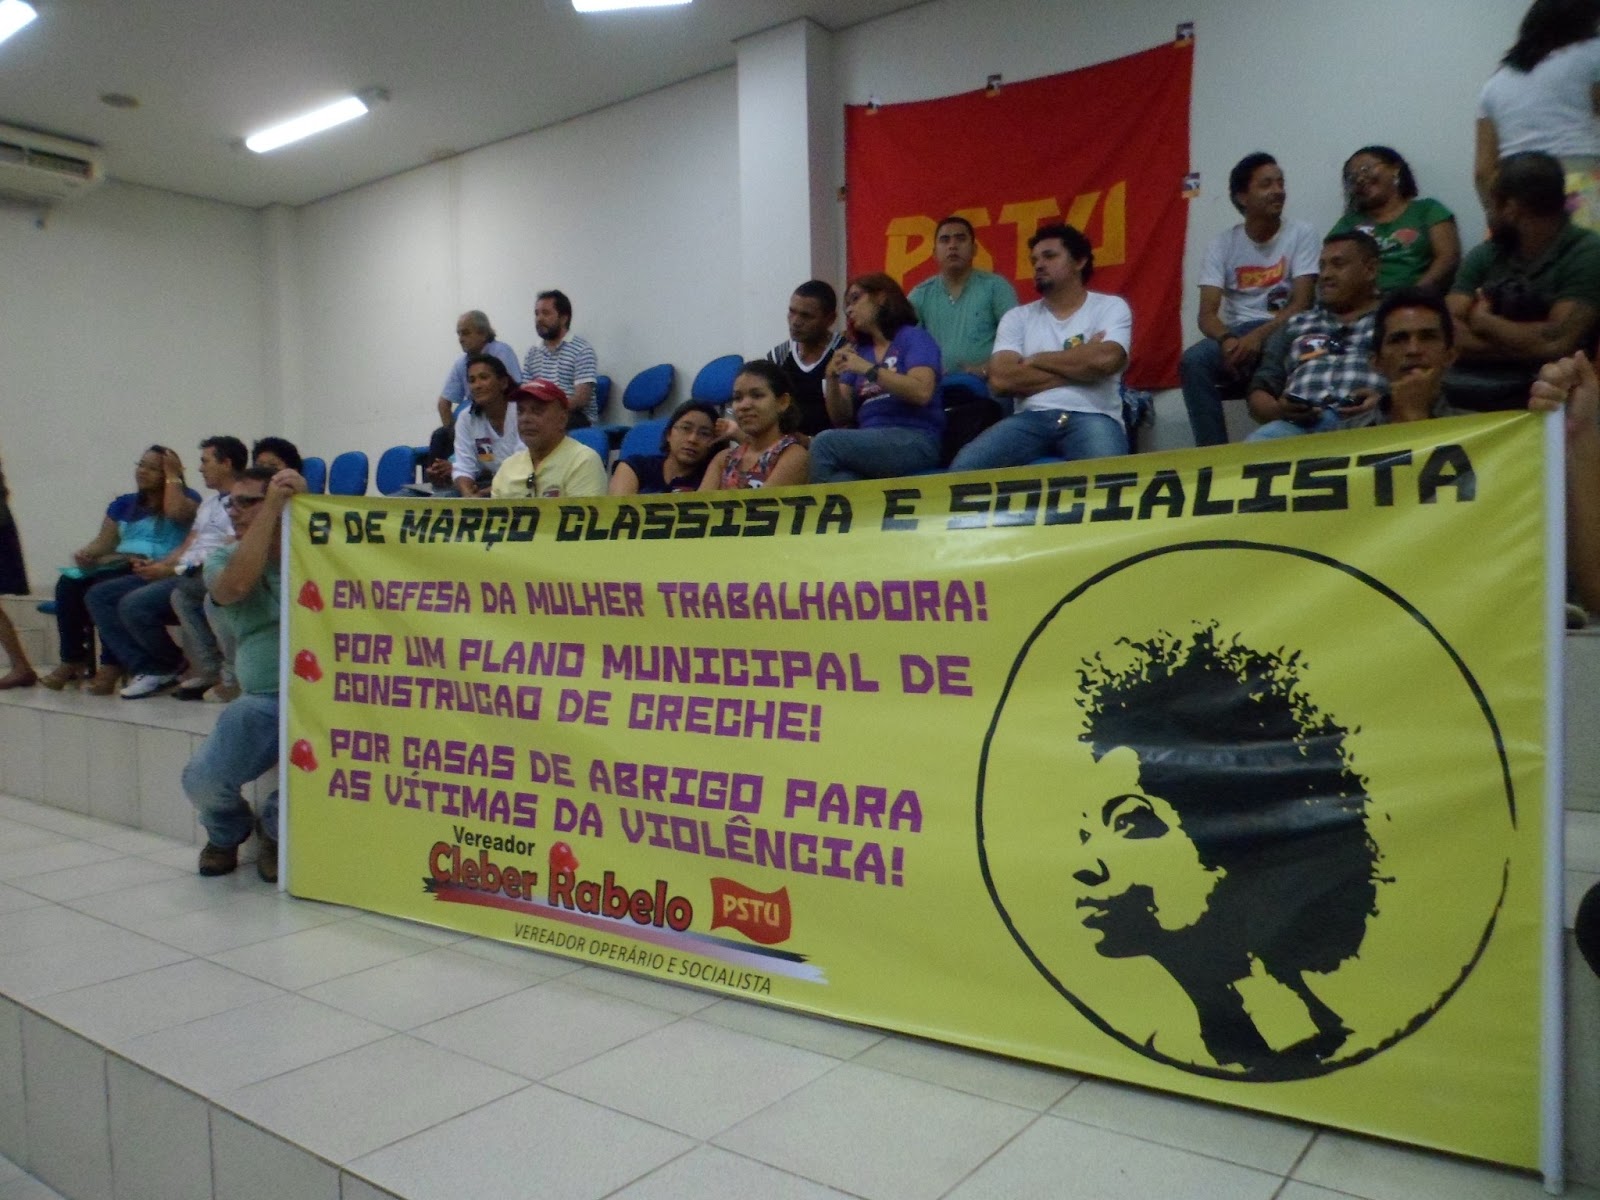 PSTU
PSTU
8 DE MARÇO CLASSISTA E SOCIALISTA
EM DEFESA DA MULHER TRABALHADORA!
POR UM PLANO MUNICIPAL DE
CONSTRUCAO DE CRECHE!
POR CASAS DE ABRIGO PARA
AS VÍTIMAS DA VIOLÊNCIA!
Vereador
Cleber Rabelo
PSTU
VEREADOR OPERÁRIO E SOCIALISTA